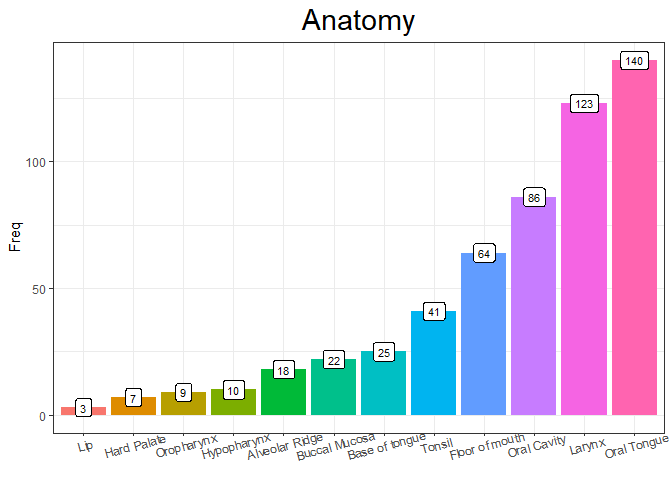 Anatomy
Freq
100
50
0
3
7
9
10
18
22
25
41
64
86
123
140
Lip
Hard Palate
Oropharynx
Hypopharynx
Alveolar Ridge
Buccal Mucosa
Base of tongue
Tonsil
Floor of mouth
Oral Cavity
Larynx
Oral Tongue